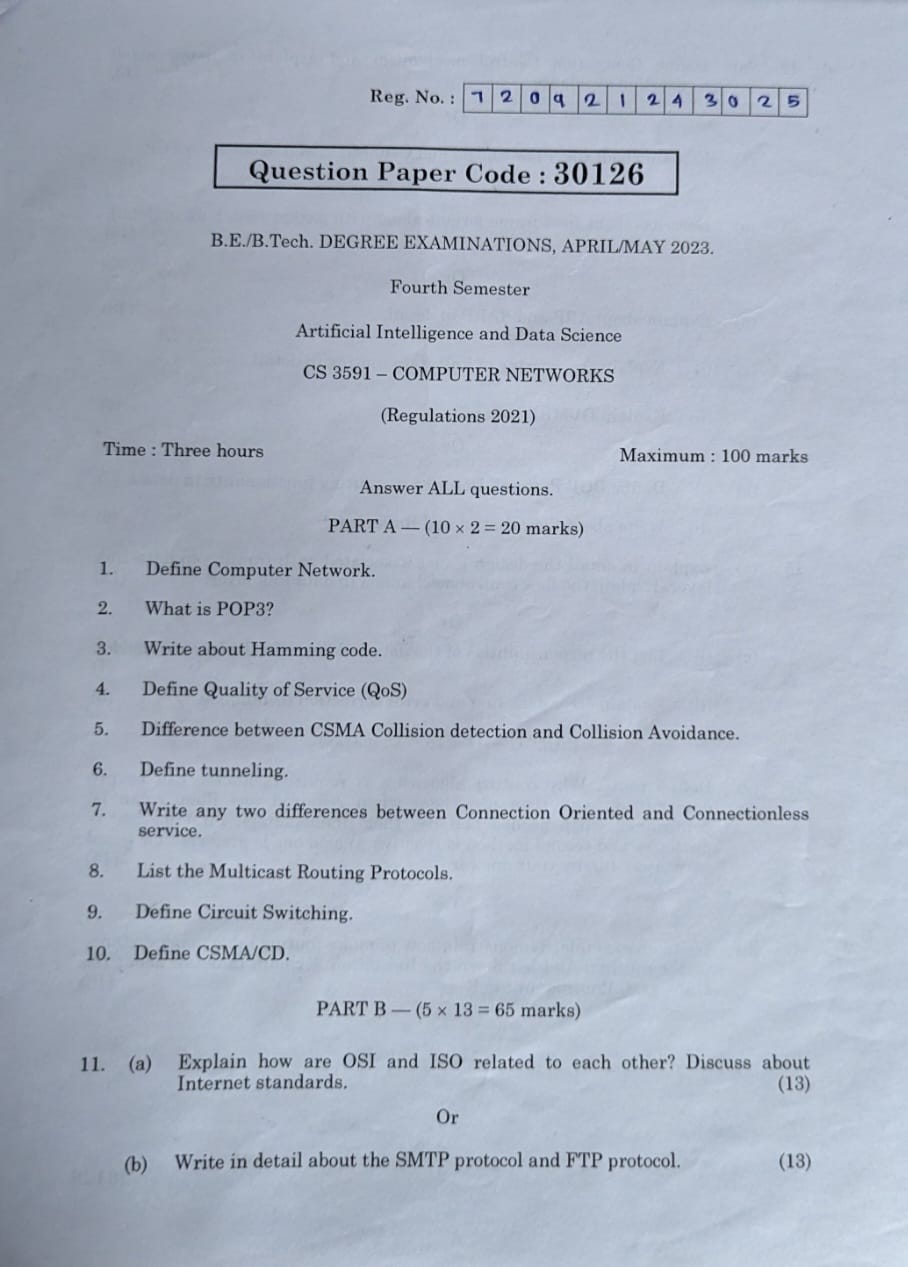 Reg. No. : 7 2 0 9 2 1 2 4 3 0 2 5
Question Paper Code : 30126
B.E./B.Tech. DEGREE EXAMINATIONS, APRIL/MAY 2023.
Fourth Semester
Artificial Intelligence and Data Science
CS 3591 – COMPUTER NETWORKS
(Regulations 2021)
Time : Three hours Maximum : 100 marks
Answer ALL questions.
PART A — (10 × 2 = 20 marks)
1. Define Computer Network.
2. What is POP3?
3. Write about Hamming code.
4. Define Quality of Service (QoS)
5. Difference between CSMA Collision detection and Collision Avoidance.
6. Define tunneling.
7. Write any two differences between Connection Oriented and Connectionless
service.
8. List the Multicast Routing Protocols.
9. Define Circuit Switching.
10. Define CSMA/CD.
PART B — (5 × 13 = 65 marks)
11. (a) Explain how are OSI and ISO related to each other? Discuss about
Internet standards. (13)
Or
(b) Write in detail about the SMTP protocol and FTP protocol. (13)